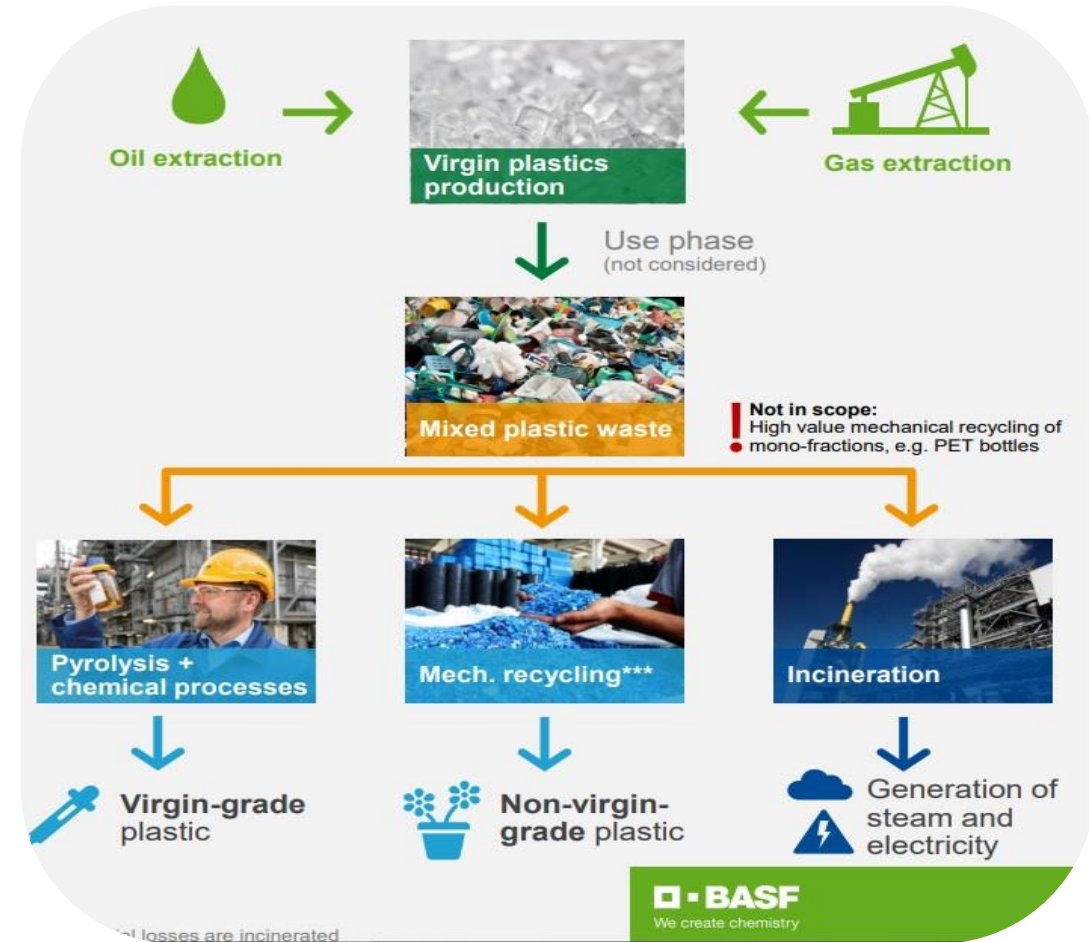 Oil extraction
Virgin plastics
production
Gas extraction
Use phase
(not considered)
Mixed plastic waste
Not in scope:
High value mechanical recycling of
mono-fractions, e.g. PET bottles
Pyrolysis +
chemical processes
Mech. recycling***
Incineration
Virgin-grade
plastic
Non-virgin-
grade plastic
Generation of
steam and
electricity
BASF
We create chemistry
losses are incinerated